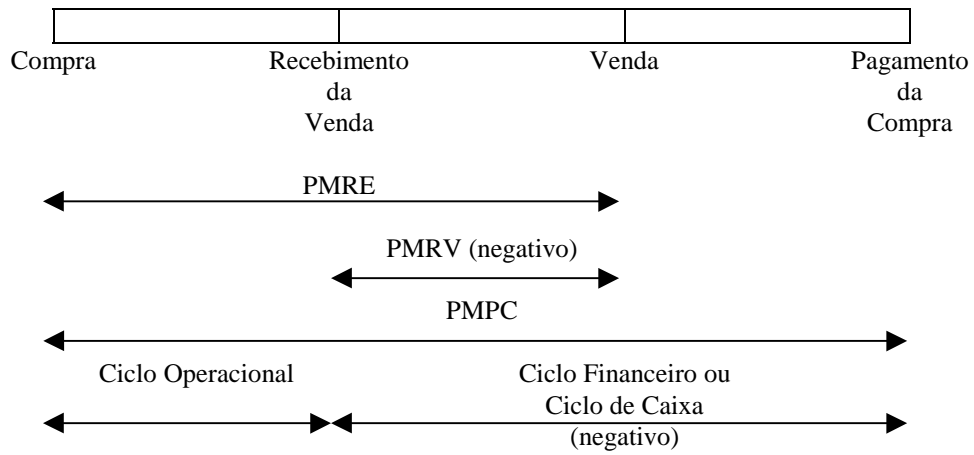 Compra
Recebimento
da
Venda
Venda
Pagamento
da
Compra
PMRE
PMRV (negativo)
PMPC
Ciclo Operacional
Ciclo Financeiro ou
Ciclo de Caixa
(negativo)